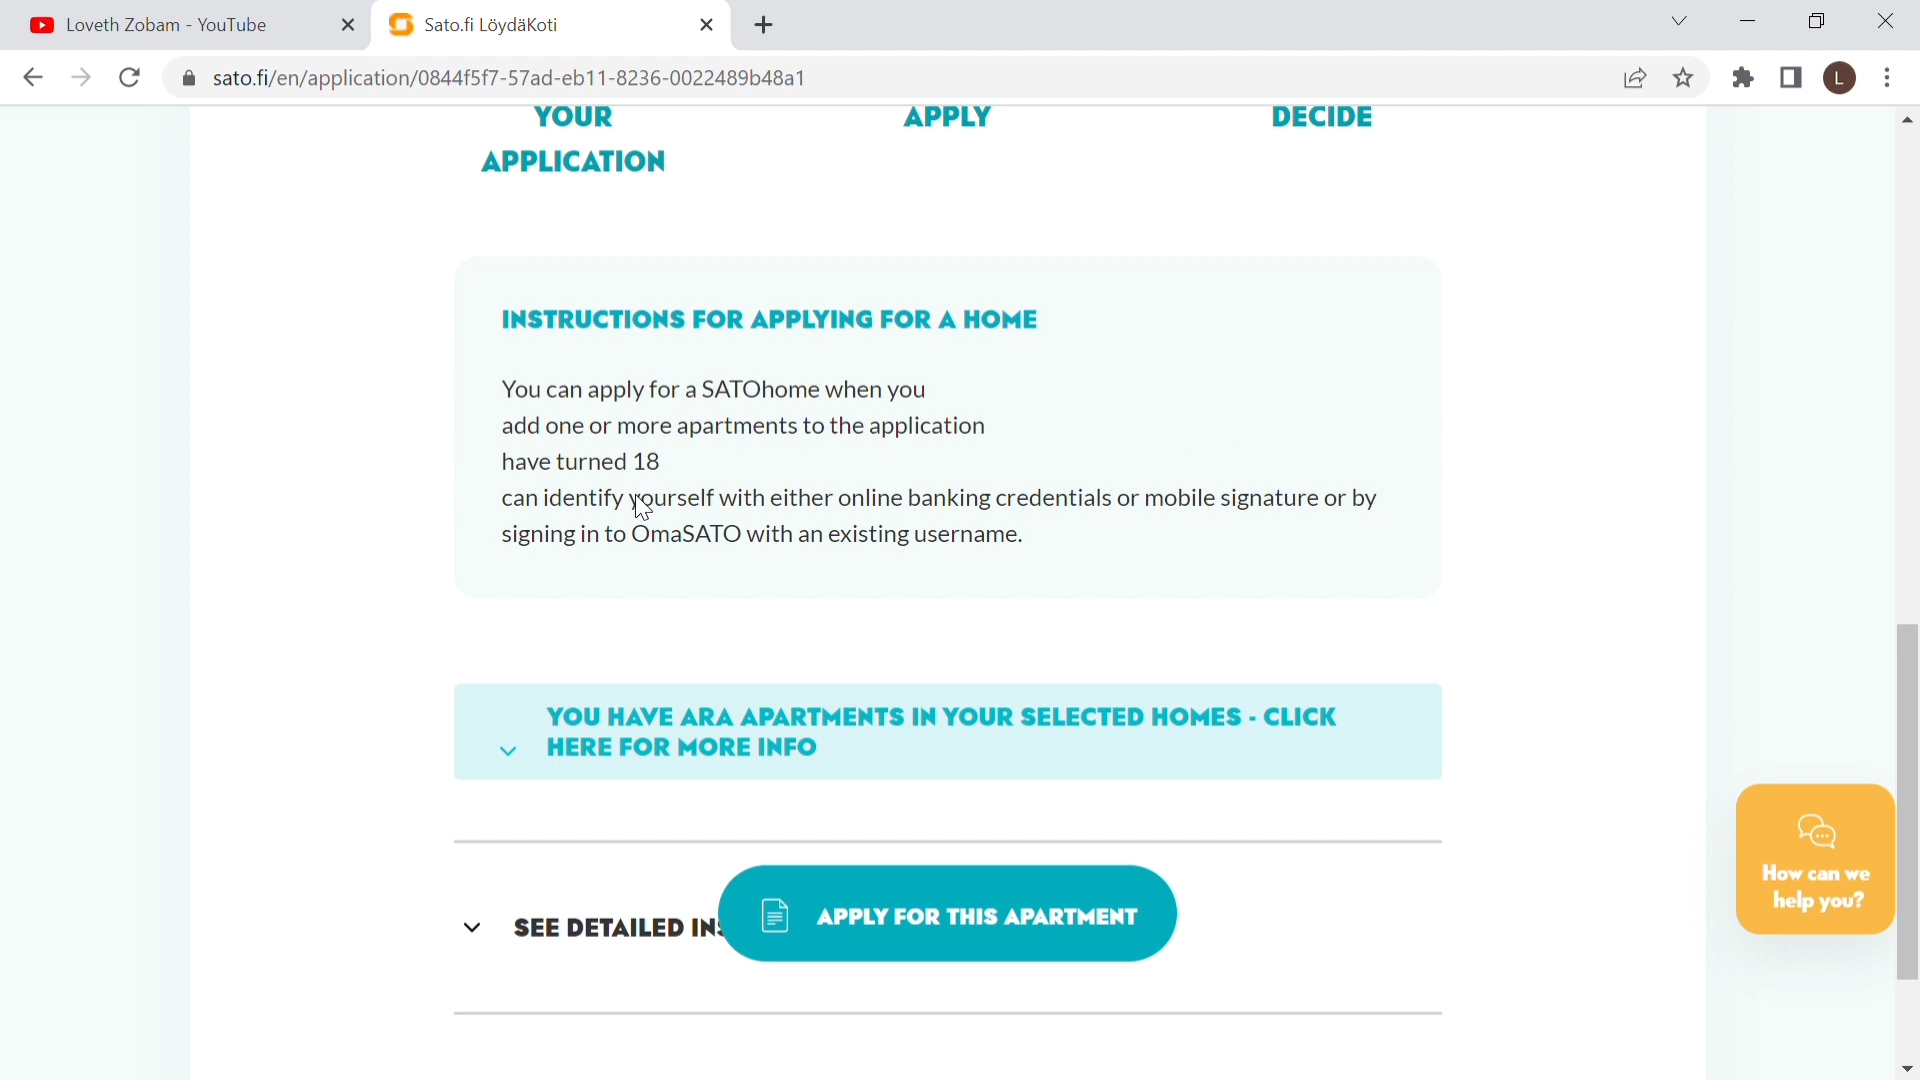 Loveth Zobam - YouTube
Sato.fi LöydäKoti
sato.fi/en/application/0844f5f7-57ad-eb11-8236-0022489b48a1
L
YOUR APPLICATION
APPLY
DECIDE
INSTRUCTIONS FOR APPLYING FOR A HOME
You can apply for a SATOhome when you
add one or more apartments to the application
have turned 18
can identify yourself with either online banking credentials or mobile signature or by
signing in to OmaSATO with an existing username.
YOU HAVE ARA APARTMENTS IN YOUR SELECTED HOMES - CLICK
HERE FOR MORE INFO
How can we
help you?
SEE DETAILED
APPLY FOR THIS APARTMENT